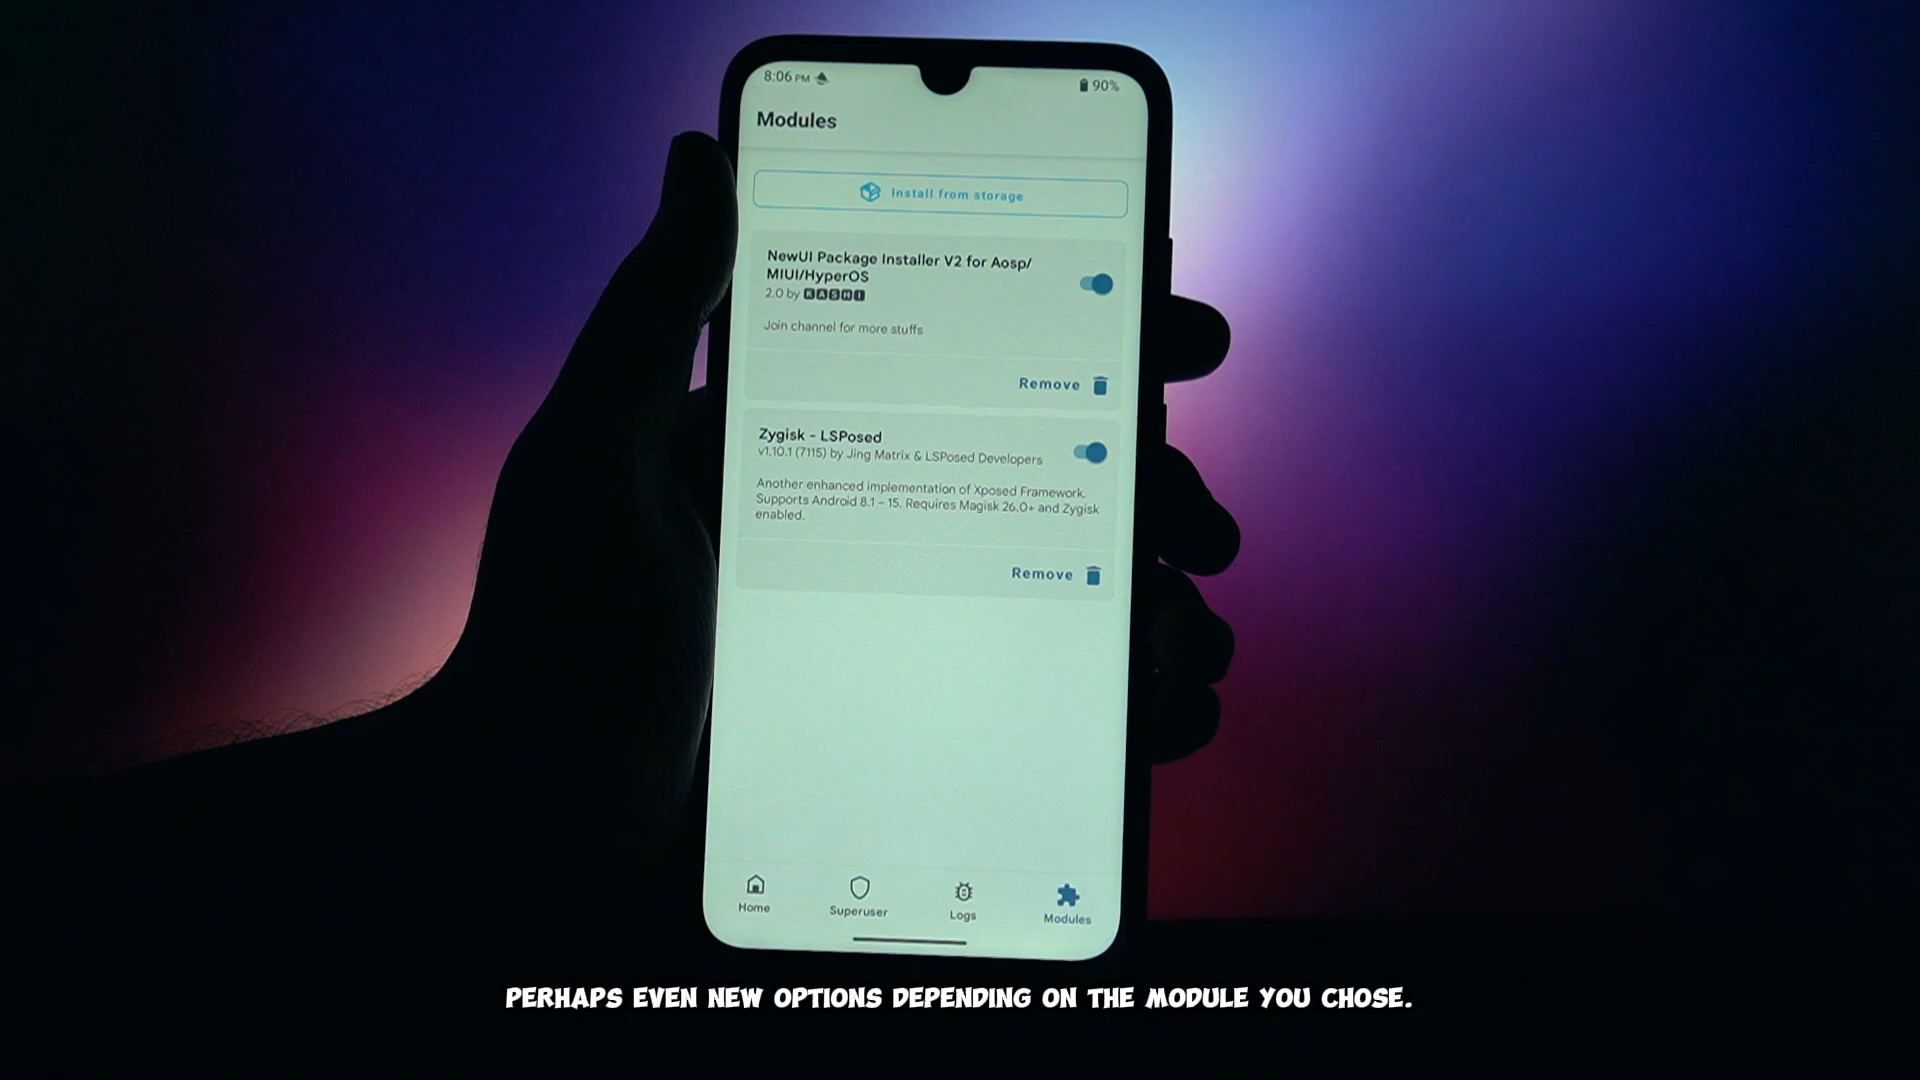 8:06 PM
90%
Modules
Install from storage
NewUI Package Installer V2 for Aosp/
MIUI/HyperOS
2.0 by KASHI
Join channel for more stuffs
Remove
Zygisk - LSPosed
v1.10.1 (7115) by Jing Matrix & LSPosed Developers
Another enhanced implementation of Xposed Framework.
Supports Android 8.1 – 15. Requires Magisk 26.0+ and Zygisk
enabled.
Remove
Home
Superuser
Logs
Modules
PERHAPS EVEN NEW OPTIONS DEPENDING ON THE MODULE YOU CHOSE.